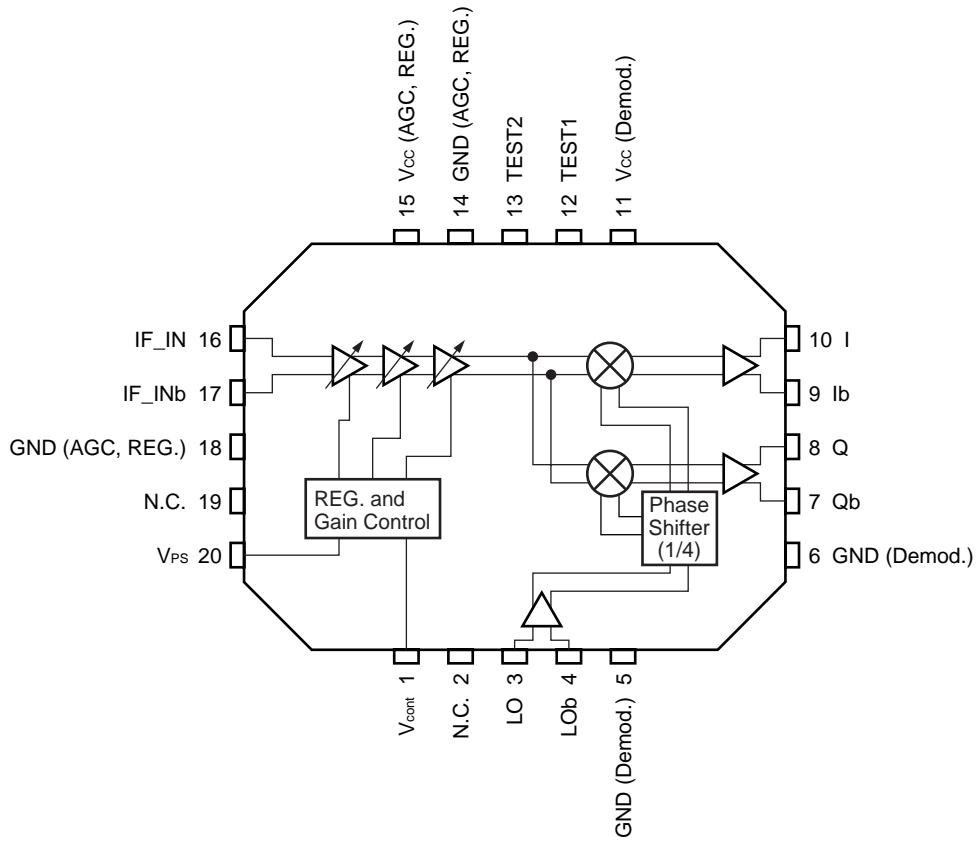 15 Vcc (AGC, REG.)
14 GND (AGC, REG.)
13 TEST2
12 TEST1
11 Vcc (Demod.)
IF_IN 16
IF_INb 17
GND (AGC, REG.) 18
N.C. 19
VPS 20
10 I
9 Ib
8 Q
7 Qb
6 GND (Demod.)
REG. and
Gain Control
Phase
Shifter
(1/4)
Vcont 1
N.C. 2
LO 3
LOb 4
GND (Demod.) 5